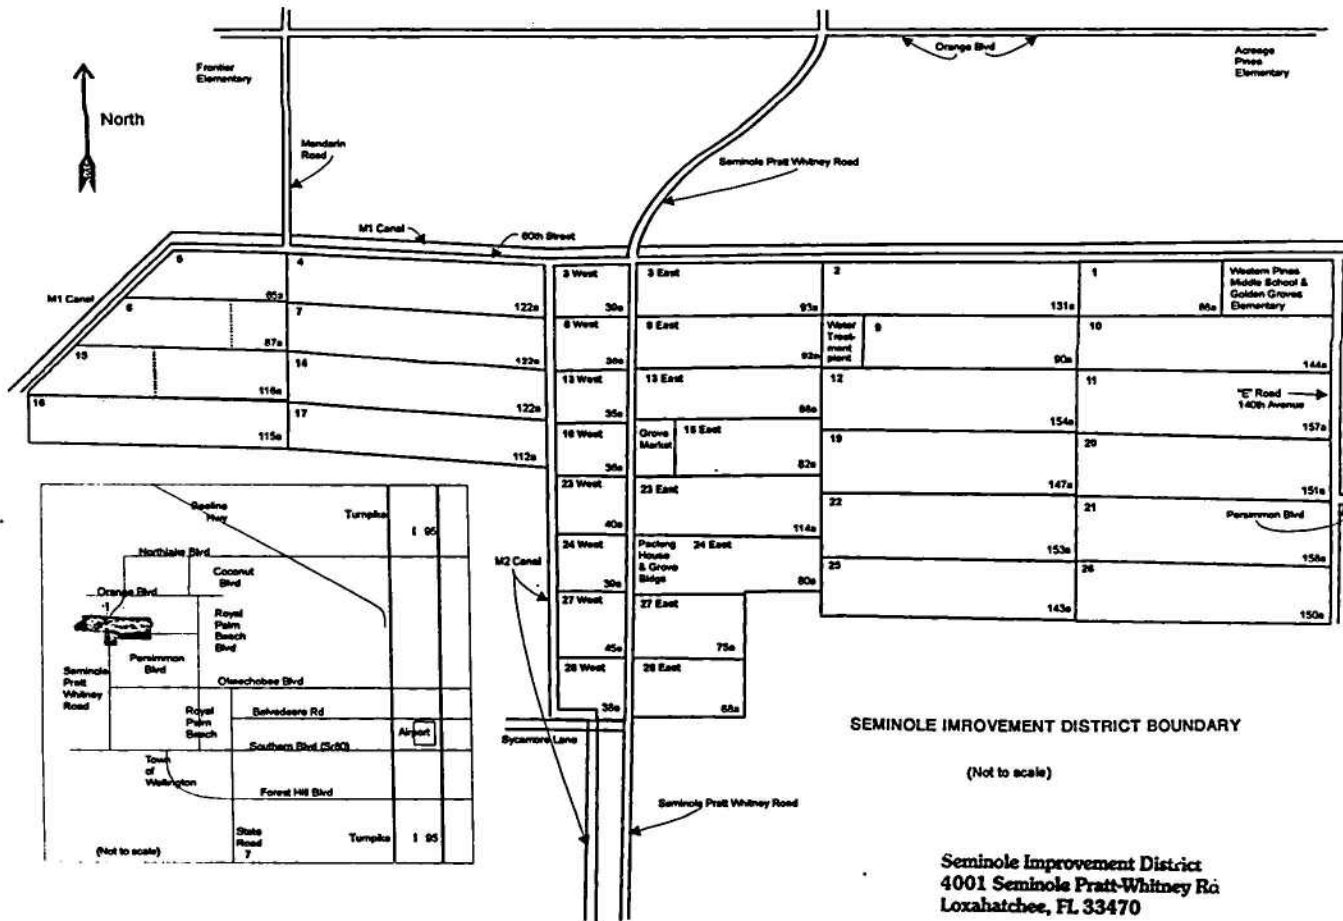 Orange Blvd
Frontier
Elementary
Acreage
Pines
Elementary
North
Mandarin
Road
Seminole Pratt Whitney Road
M1 Canal
60th Street
M1 Canal
5
85a
4
122a
3 West
39a
3 East
93a
2
131a
1
86a
Western Pines
Middle School &
Golden Groves
Elementary
6
87a
7
122a
8 West
8 East
92a
Water
Treat-
ment
plant
9
90a
10
144a
15
116a
14
122a
13 West
35a
13 East
12
154a
11
"E" Road
140th Avenue
157a
16
115a
17
112a
16 West
36a
Grove
Market
82a
19
147a
20
151a
23 West
40a
23 East
114a
22
153a
21
Persimmon Blvd
158a
M2 Canal
24 West
39a
Packing
House
& Grove
Bldgs
24 East
80a
25
143a
26
150a
27 West
45a
27 East
75a
28 West
38a
68a
Sycamore Lane
Seminole Pratt Whitney Road
Beeline
Hwy
Turnpike
I 95
Northlake Blvd
Coconut
Blvd
Orange Blvd
Royal
Palm
Beach
Blvd
Persimmon
Blvd
Seminole
Pratt
Whitney
Road
Okeechobee Blvd
Royal
Palm
Beach
Belvedere Rd
Airport
Southern Blvd (Sr80)
Town
of
Wellington
Forest Hill Blvd
State
Road
7
Turnpike
I 95
(Not to scale)
SEMINOLE IMROVEMENT DISTRICT BOUNDARY
(Not to scale)
Seminole Improvement District
4001 Seminole Pratt-Whitney Rd
Loxahatchee, FL 33470